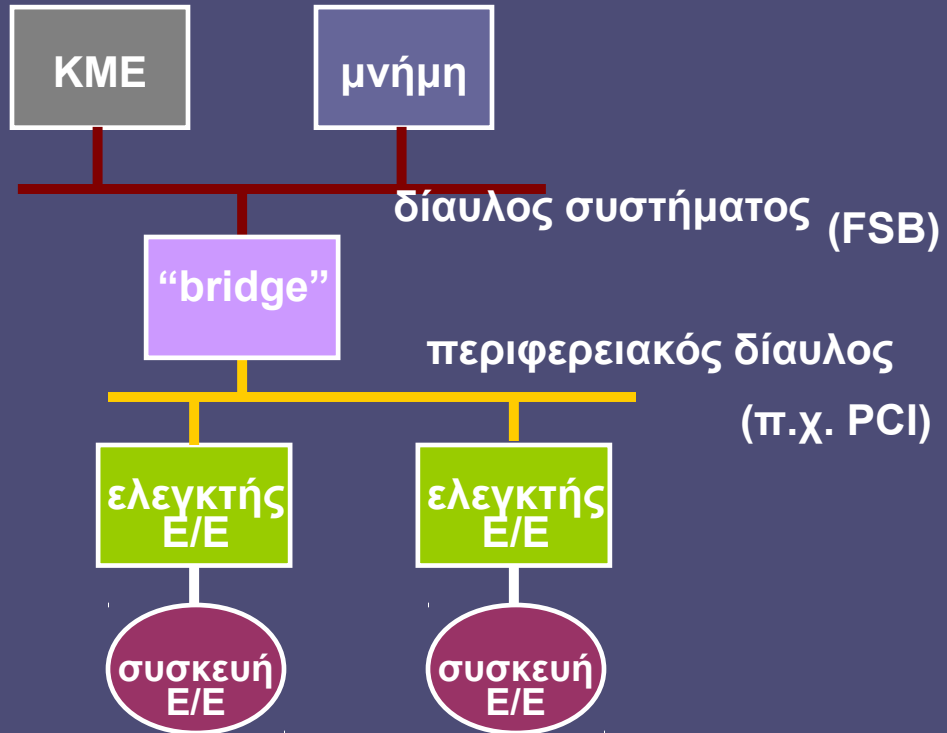 ΚΜΕ
μνήμη
δίαυλος συστήματος (FSB)
“bridge”
περιφερειακός δίαυλος
(π.χ. PCI)
ελεγκτής
Ε/Ε
ελεγκτής
Ε/Ε
συσκευή
Ε/Ε
συσκευή
Ε/Ε